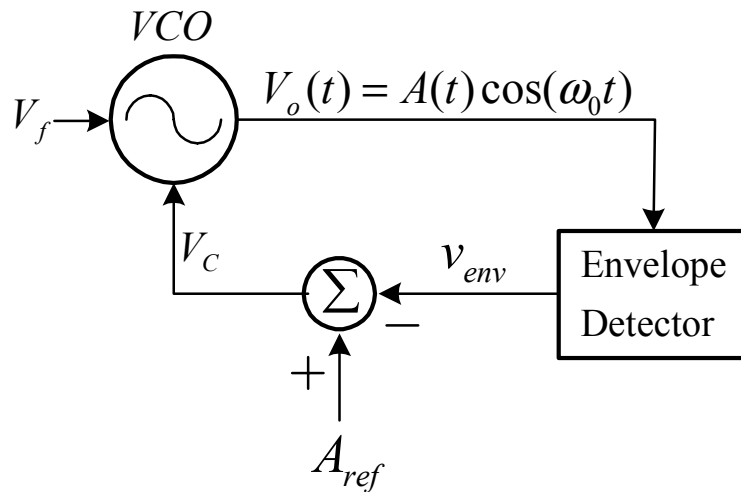 VCO
V_f
V_o(t) = A(t) cos(ω_0 t)
V_C
Σ
v_env
−
+
A_ref
Envelope
Detector